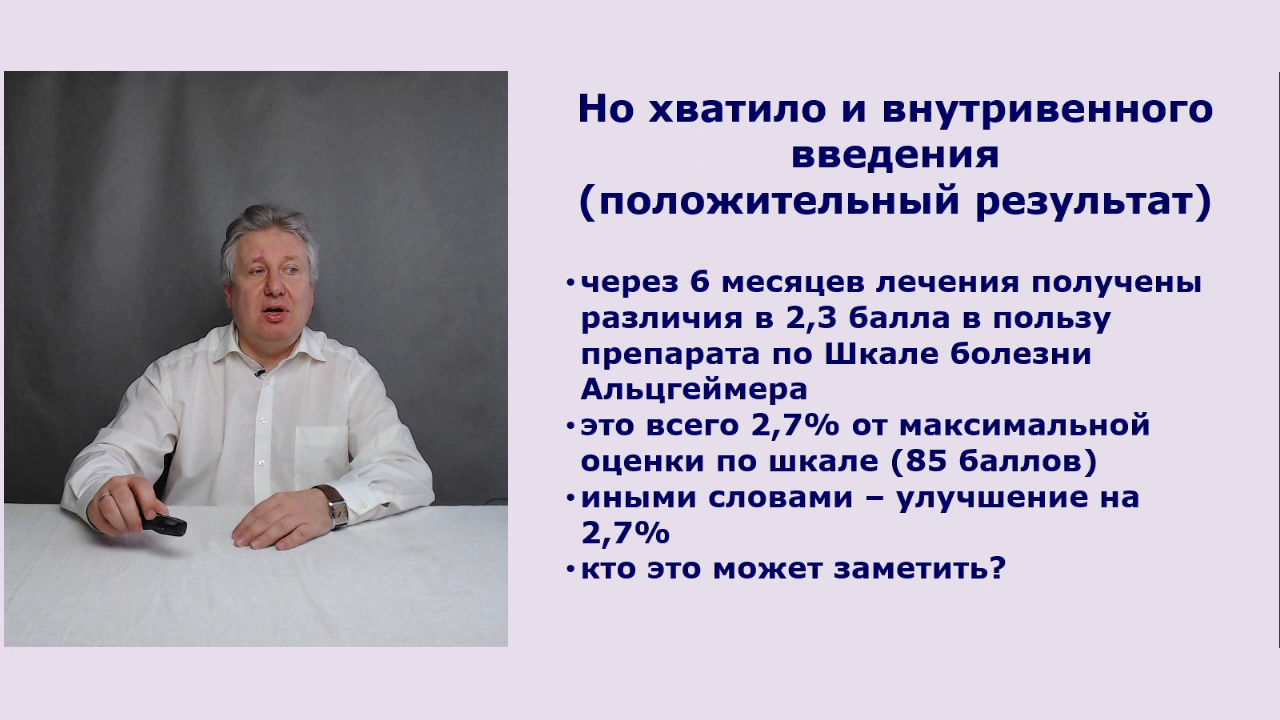 Но хватило и внутривенного
введения
(положительный результат)
•через 6 месяцев лечения получены
различия в 2,3 балла в пользу
препарата по Шкале болезни
Альцгеймера
•это всего 2,7% от максимальной
оценки по шкале (85 баллов)
•иными словами – улучшение на
2,7%
•кто это может заметить?